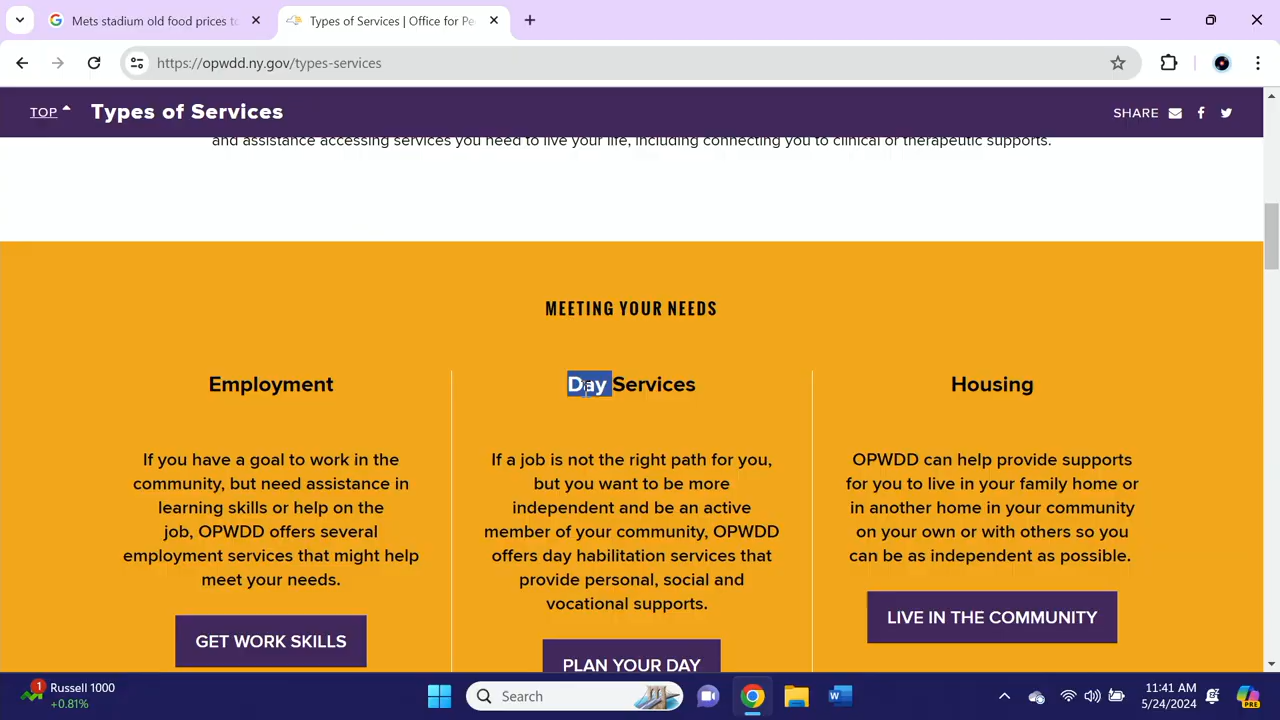 Mets stadium old food prices to
Types of Services | Office for Pe
https://opwdd.ny.gov/types-services
TOP
Types of Services
SHARE
and assistance accessing services you need to live your life, including connecting you to clinical or therapeutic supports.
MEETING YOUR NEEDS
Employment
If you have a goal to work in the
community, but need assistance in
learning skills or help on the
job, OPWDD offers several
employment services that might help
meet your needs.
GET WORK SKILLS
Day Services
If a job is not the right path for you,
but you want to be more
independent and be an active
member of your community, OPWDD
offers day habilitation services that
provide personal, social and
vocational supports.
PLAN YOUR DAY
Housing
OPWDD can help provide supports
for you to live in your family home or
in another home in your community
on your own or with others so you
can be as independent as possible.
LIVE IN THE COMMUNITY
1
Russell 1000
+0.81%
Search
W
PRE
11:41 AM
5/24/2024